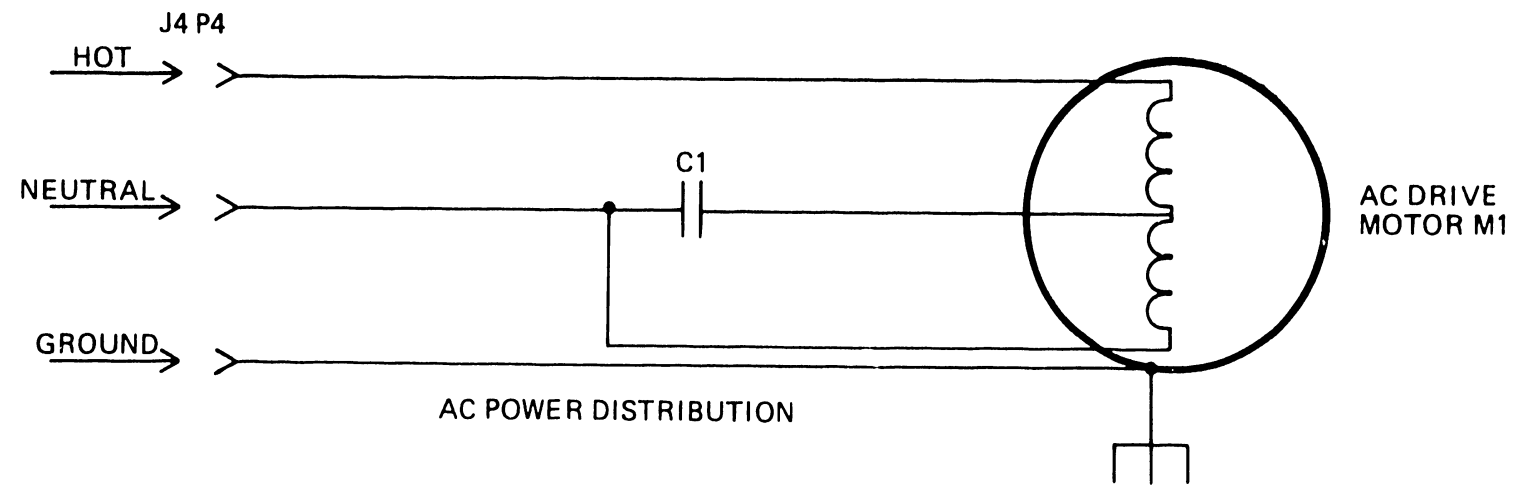 J4 P4
HOT
C1
NEUTRAL
AC DRIVE
MOTOR M1
GROUND
AC POWER DISTRIBUTION